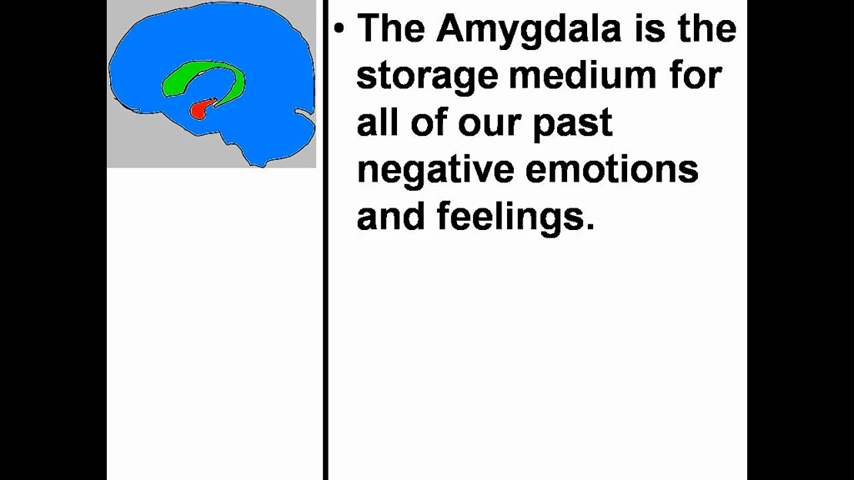 • The Amygdala is the
storage medium for
all of our past
negative emotions
and feelings.